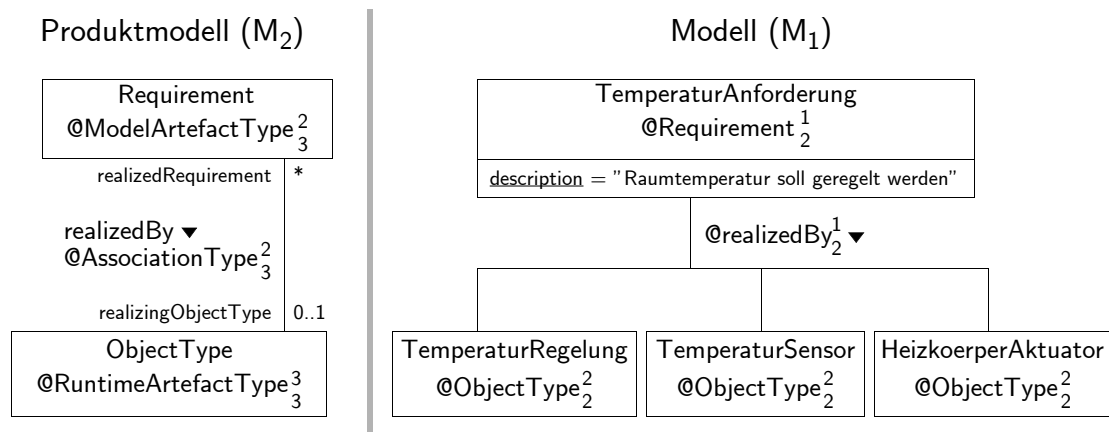 Produktmodell (M2)
Requirement
@ModelArtefactType 2 3
realizedRequirement *
realizedBy ▼
@AssociationType 2 3
realizingObjectType 0..1
ObjectType
@RuntimeArtefactType 3 3
Modell (M1)
TemperaturAnforderung
@Requirement 1 2
description = "Raumtemperatur soll geregelt werden"
@realizedBy 1 2 ▼
TemperaturRegelung
@ObjectType 2 2
TemperaturSensor
@ObjectType 2 2
HeizkoerperAktuator
@ObjectType 2 2